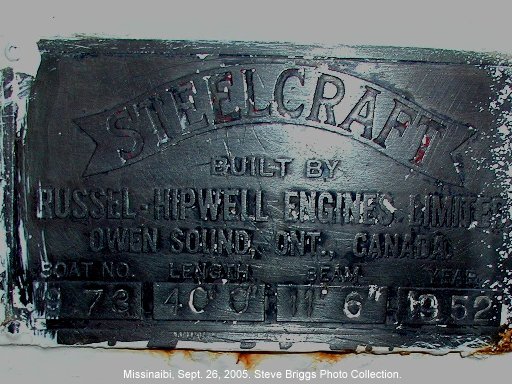 STEELCRAFT
BUILT BY
RUSSEL-HIPWELL ENGINES. LIMITED
OWEN SOUND, ONT., CANADA.
BOAT NO. LENGTH BEAM YEAR
973 40' 0" 11' 6" 1952
Missinaibi, Sept. 26, 2005. Steve Briggs Photo Collection.